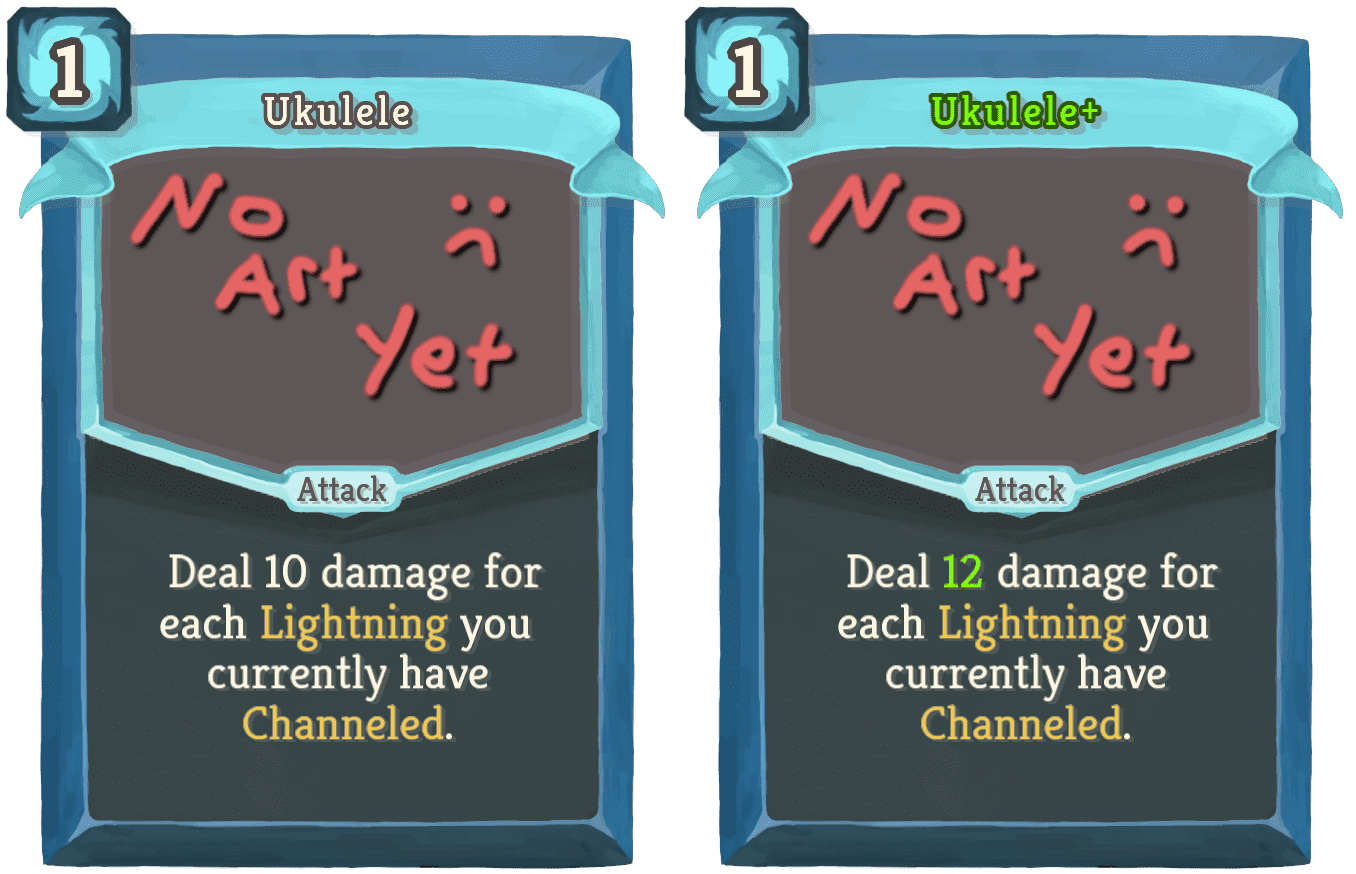 1
Ukulele
No
Art
Yet
:(
Attack
Deal 10 damage for
each Lightning you
currently have
Channeled.
1
Ukulele+
No
Art
Yet
:(
Attack
Deal 12 damage for
each Lightning you
currently have
Channeled.